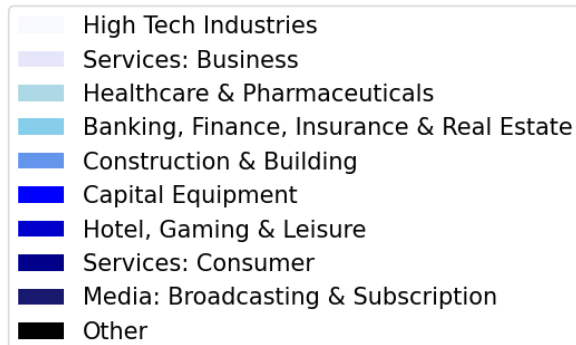 High Tech Industries
Services: Business
Healthcare & Pharmaceuticals
Banking, Finance, Insurance & Real Estate
Construction & Building
Capital Equipment
Hotel, Gaming & Leisure
Services: Consumer
Media: Broadcasting & Subscription
Other